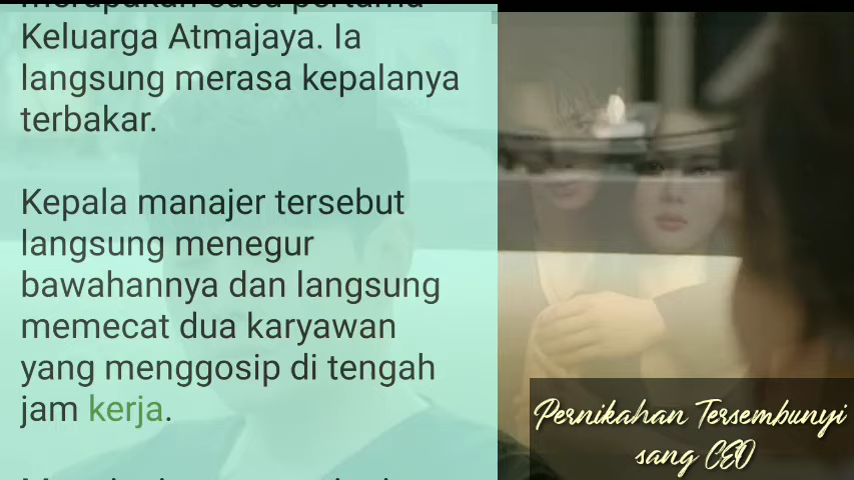 Keluarga Atmajaya. Ia
langsung merasa kepalanya
terbakar.
Kepala manajer tersebut
langsung menegur
bawahannya dan langsung
memecat dua karyawan
yang menggosip di tengah
jam kerja.
Pernikahan Tersembunyi
sang CEO